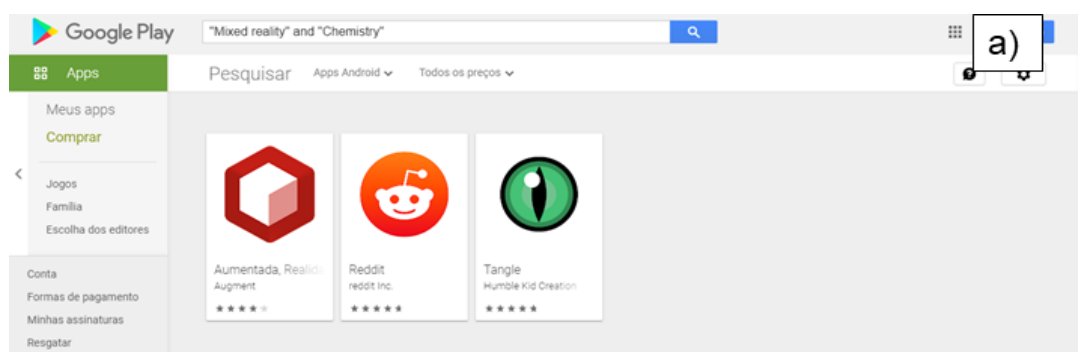 Google Play
"Mixed reality" and "Chemistry"
a)
Apps
Pesquisar
Apps Android
Todos os preços
Meus apps
Comprar
Jogos
Família
Escolha dos editores
Conta
Formas de pagamento
Minhas assinaturas
Resgatar
Aumentada, Realida
Augment
Reddit
reddit Inc.
Tangle
Humble Kid Creation